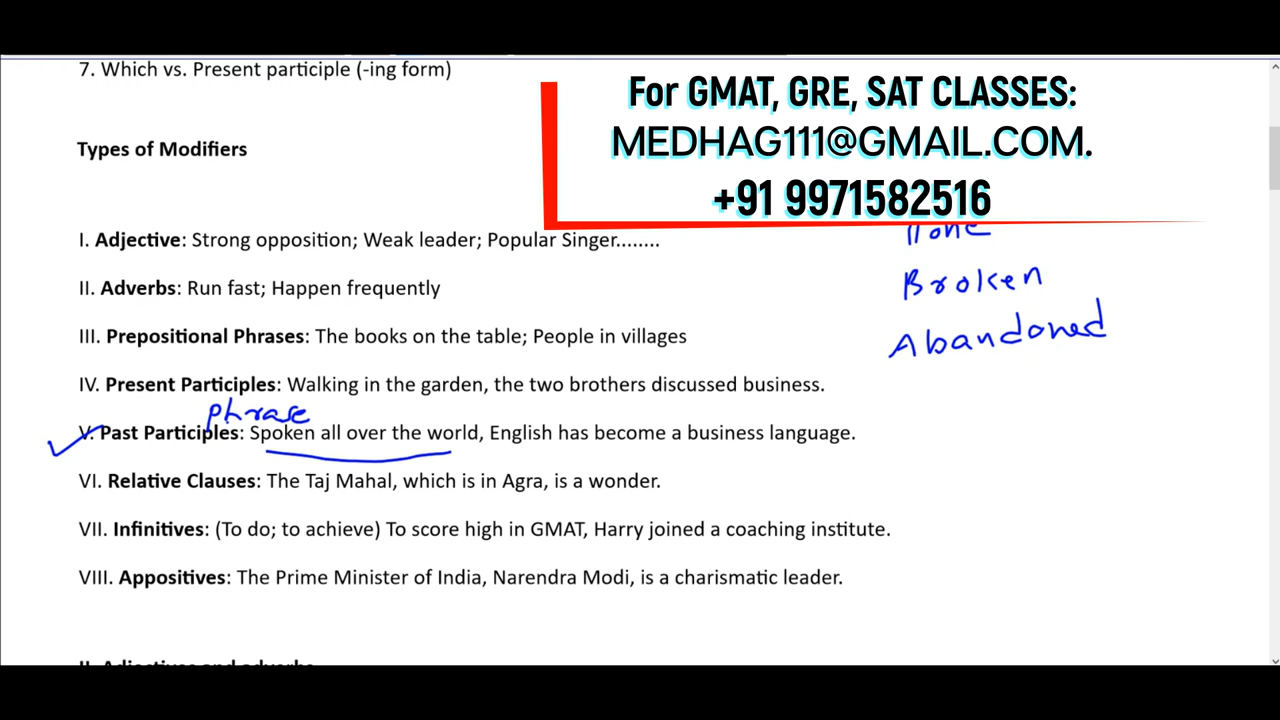 7. Which vs. Present participle (-ing form)
For GMAT, GRE, SAT CLASSES:
MEDHAG111@GMAIL.COM.
+91 9971582516
Types of Modifiers
I. Adjective: Strong opposition; Weak leader; Popular Singer........
II. Adverbs: Run fast; Happen frequently
Broken
III. Prepositional Phrases: The books on the table; People in villages
Abandoned
IV. Present Participles: Walking in the garden, the two brothers discussed business.
phrase
V. Past Participles: Spoken all over the world, English has become a business language.
VI. Relative Clauses: The Taj Mahal, which is in Agra, is a wonder.
VII. Infinitives: (To do; to achieve) To score high in GMAT, Harry joined a coaching institute.
VIII. Appositives: The Prime Minister of India, Narendra Modi, is a charismatic leader.
II. Adjectives and adverbs